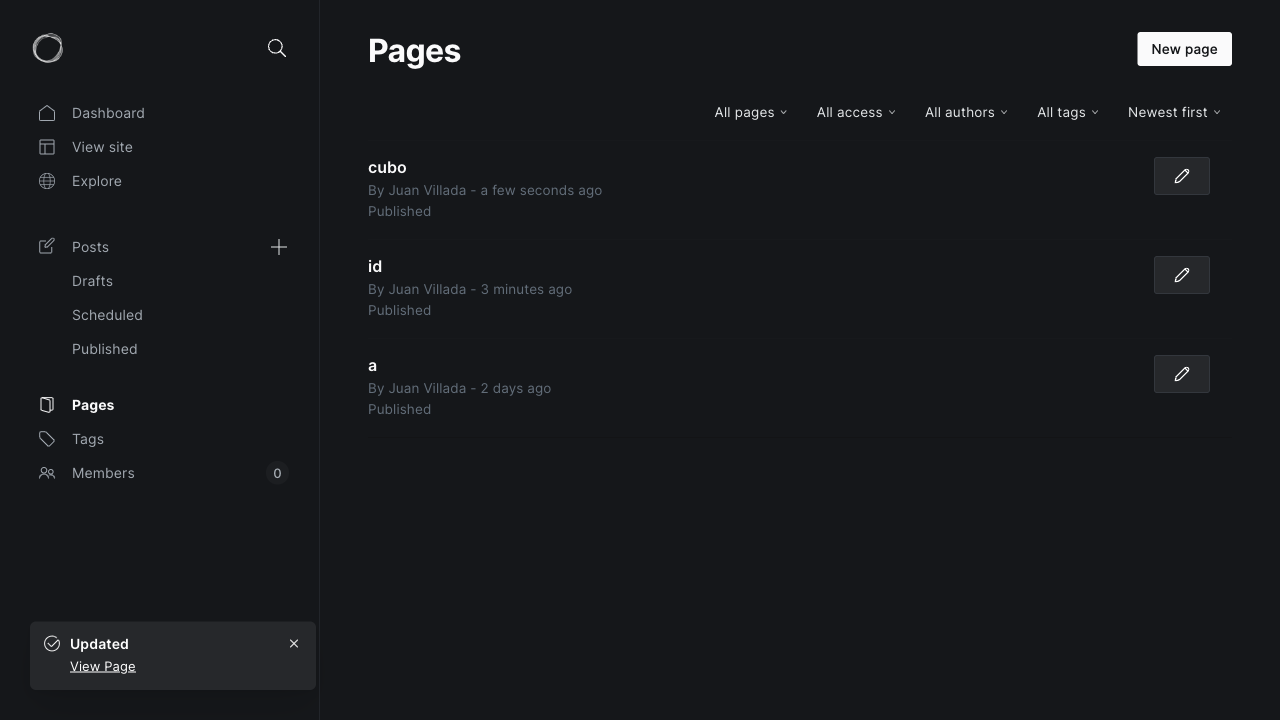 Pages
New page
Dashboard
View site
Explore
Posts
Drafts
Scheduled
Published
Pages
Tags
Members 0
All pages All access All authors All tags Newest first
cubo
By Juan Villada - a few seconds ago
Published
id
By Juan Villada - 3 minutes ago
Published
a
By Juan Villada - 2 days ago
Published
Updated
View Page